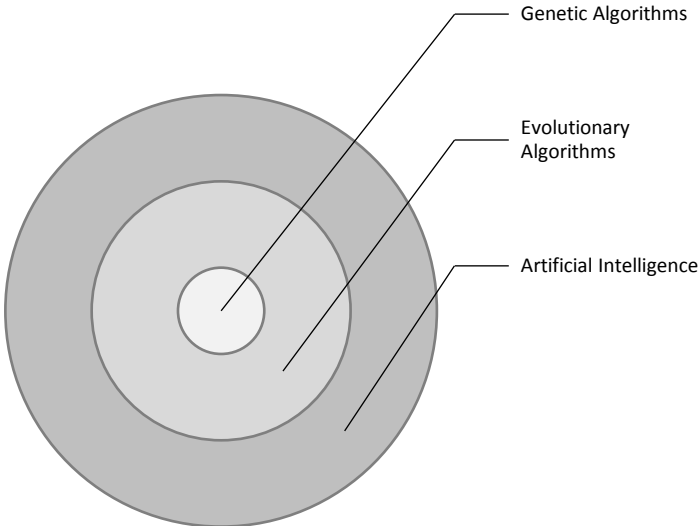 Genetic Algorithms
Evolutionary
Algorithms
Artificial Intelligence